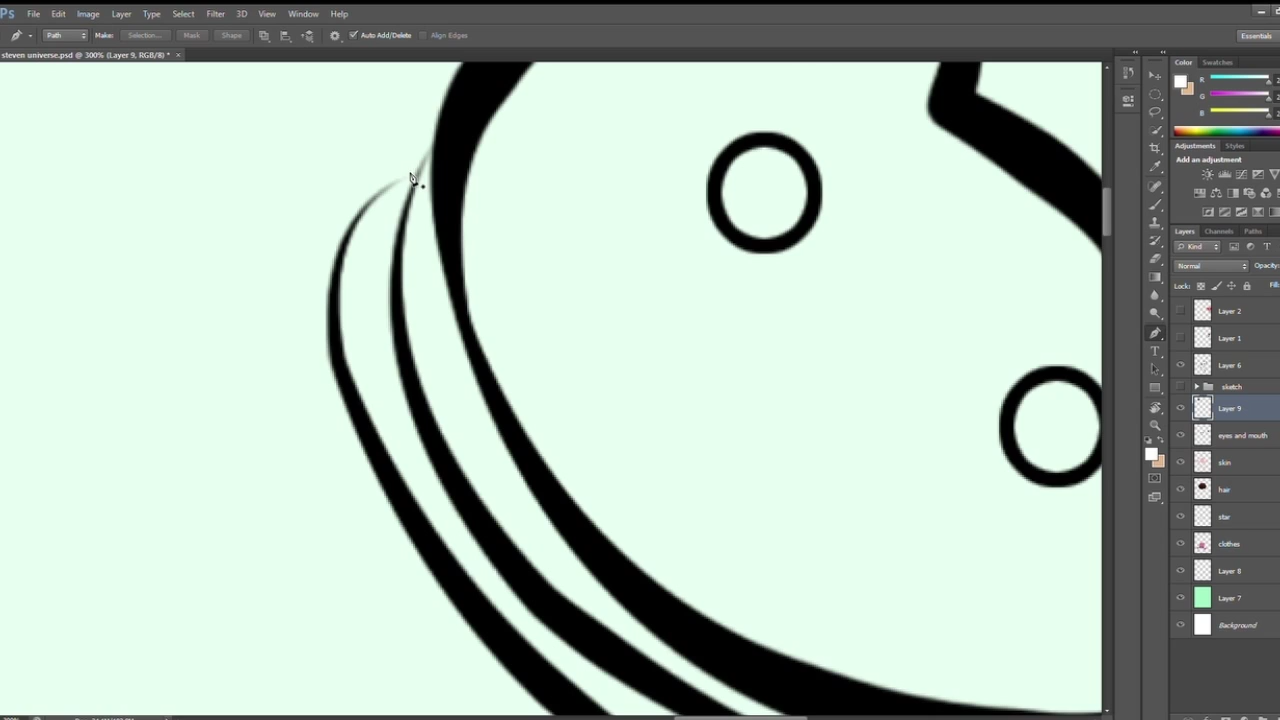 Ps File Edit Image Layer Type Select Filter 3D View Window Help
Path Make: Selection... Mask Shape Auto Add/Delete Align Edges Essentials
steven universe.psd @ 300% (Layer 9, RGB/8) * ×
Color Swatches
R
G
B
Adjustments Styles
Add an adjustment
Layers Channels Paths
Kind
Normal Opacity:
Lock:
Layer 2
Layer 1
Layer 6
sketch
Layer 9
eyes and mouth
skin
hair
star
clothes
Layer 8
Layer 7
Background